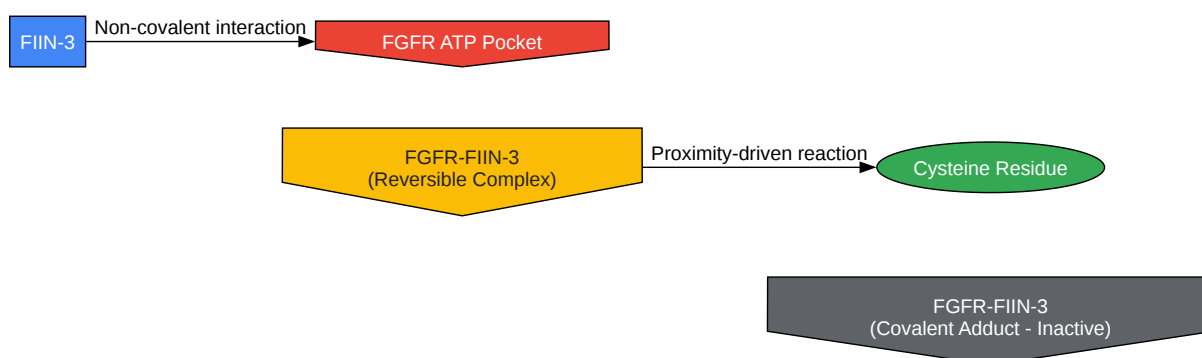 FIIN-3
Non-covalent interaction
FGFR ATP Pocket
FGFR-FIIN-3
(Reversible Complex)
Proximity-driven reaction
Cysteine Residue
FGFR-FIIN-3
(Covalent Adduct - Inactive)